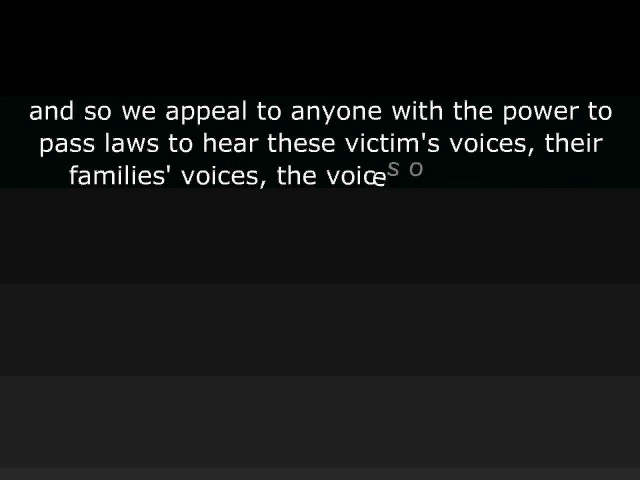 and so we appeal to anyone with the power to
pass laws to hear these victim's voices, their
families' voices, the voices o